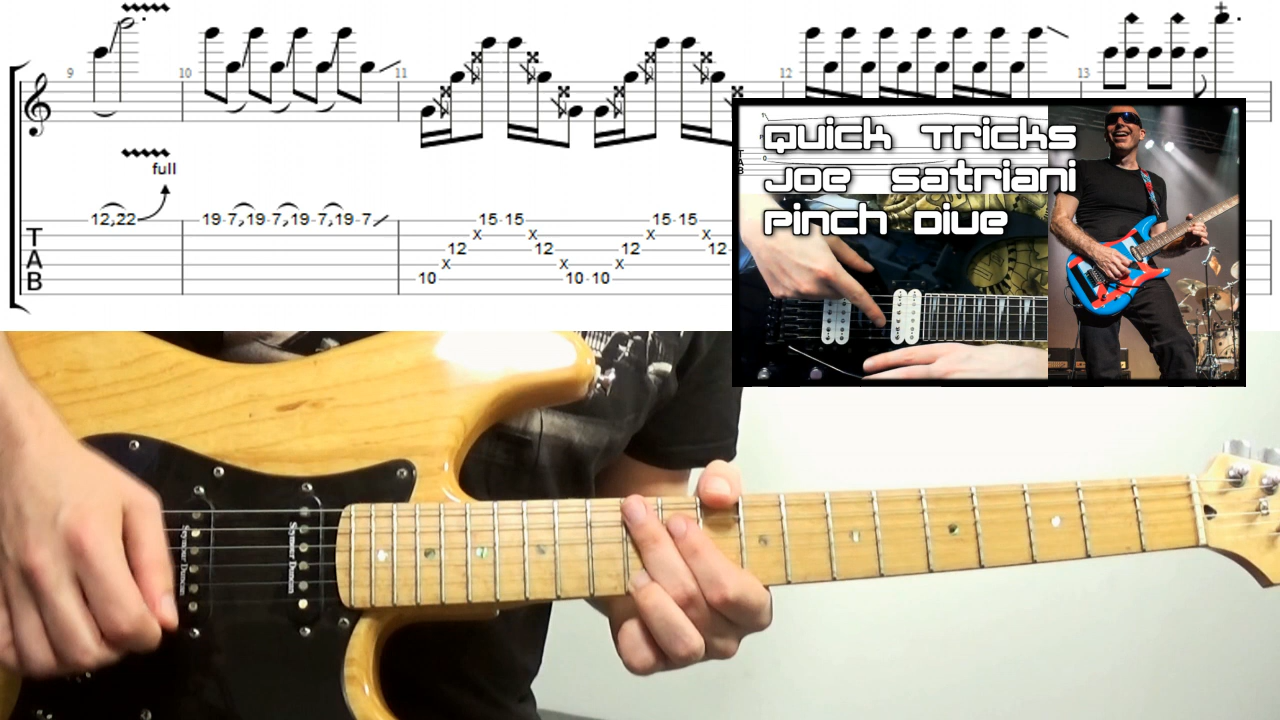 9
10
11
12
13
full
12 22
19 7 19 7 19 7 19 7
15 15 15 15
x x x x
12 12 12 12
x x x
10 10 10
T
A
B
Quick Tricks
Joe Satriani
Pinch Dive
Seymour Duncan
Seymour Duncan